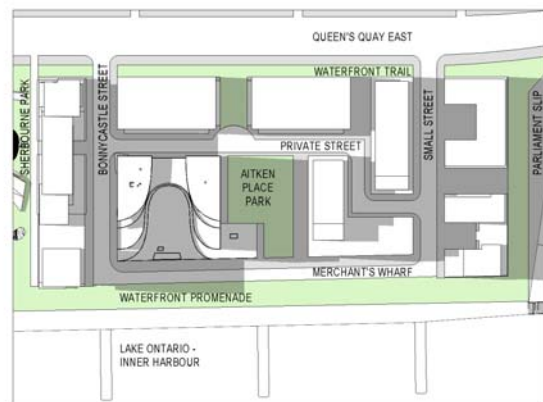 QUEEN'S QUAY EAST
WATERFRONT TRAIL
SHERBOURNE PARK
BONNYCASTLE STREET
PRIVATE STREET
SMALL STREET
PARLIAMENT SLIP
AITKEN
PLACE
PARK
MERCHANT'S WHARF
WATERFRONT PROMENADE
LAKE ONTARIO -
INNER HARBOUR